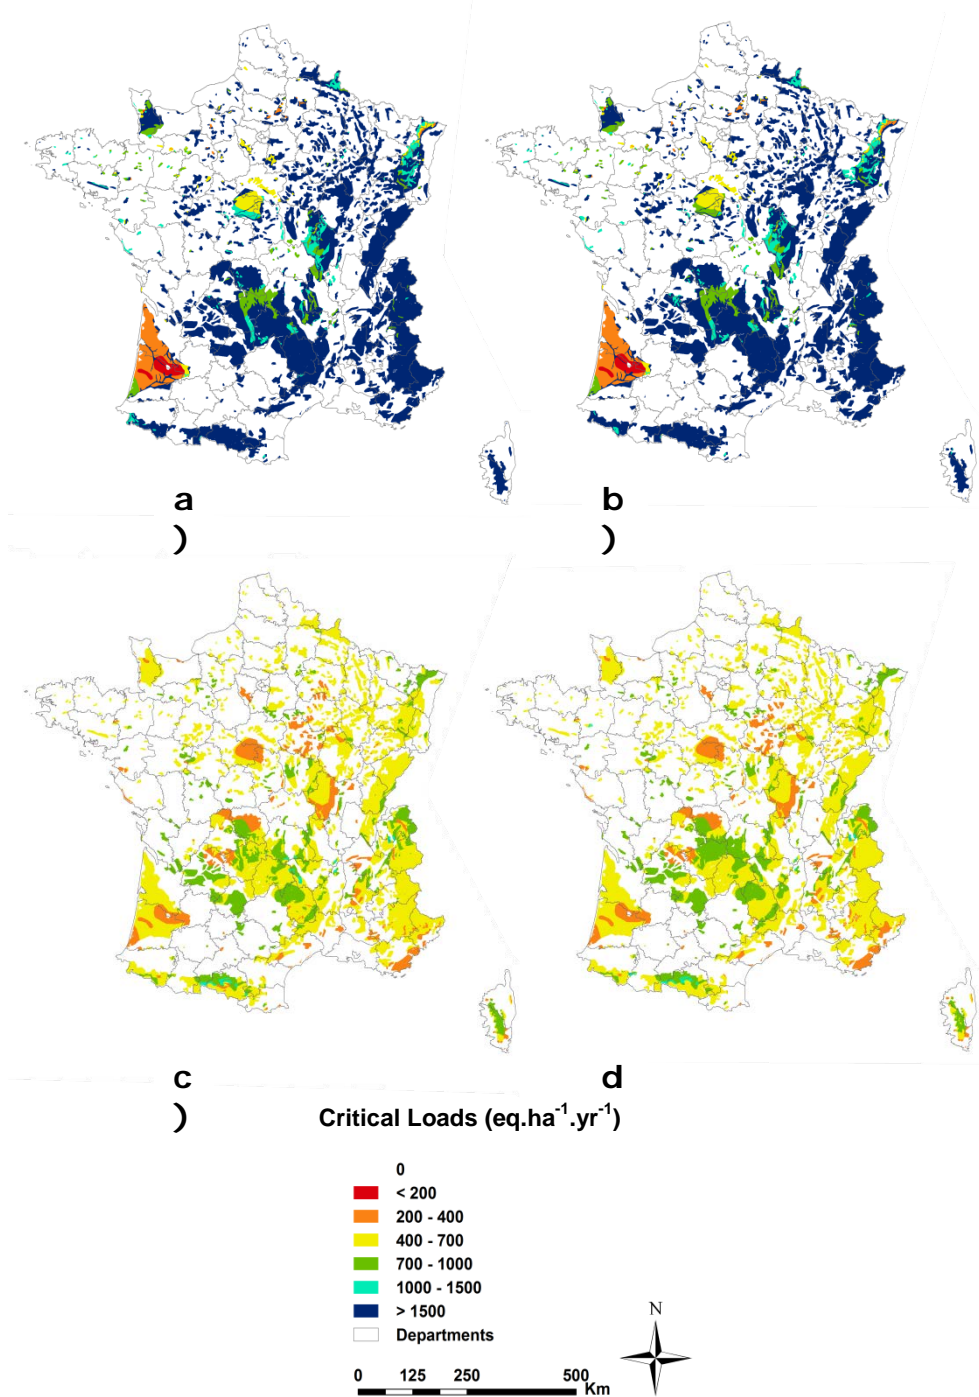 a
)
b
)
c
)
d
Critical Loads (eq.ha⁻¹.yr⁻¹)
0
< 200
200 - 400
400 - 700
700 - 1000
1000 - 1500
> 1500
Departments
N
0 125 250 500
Km